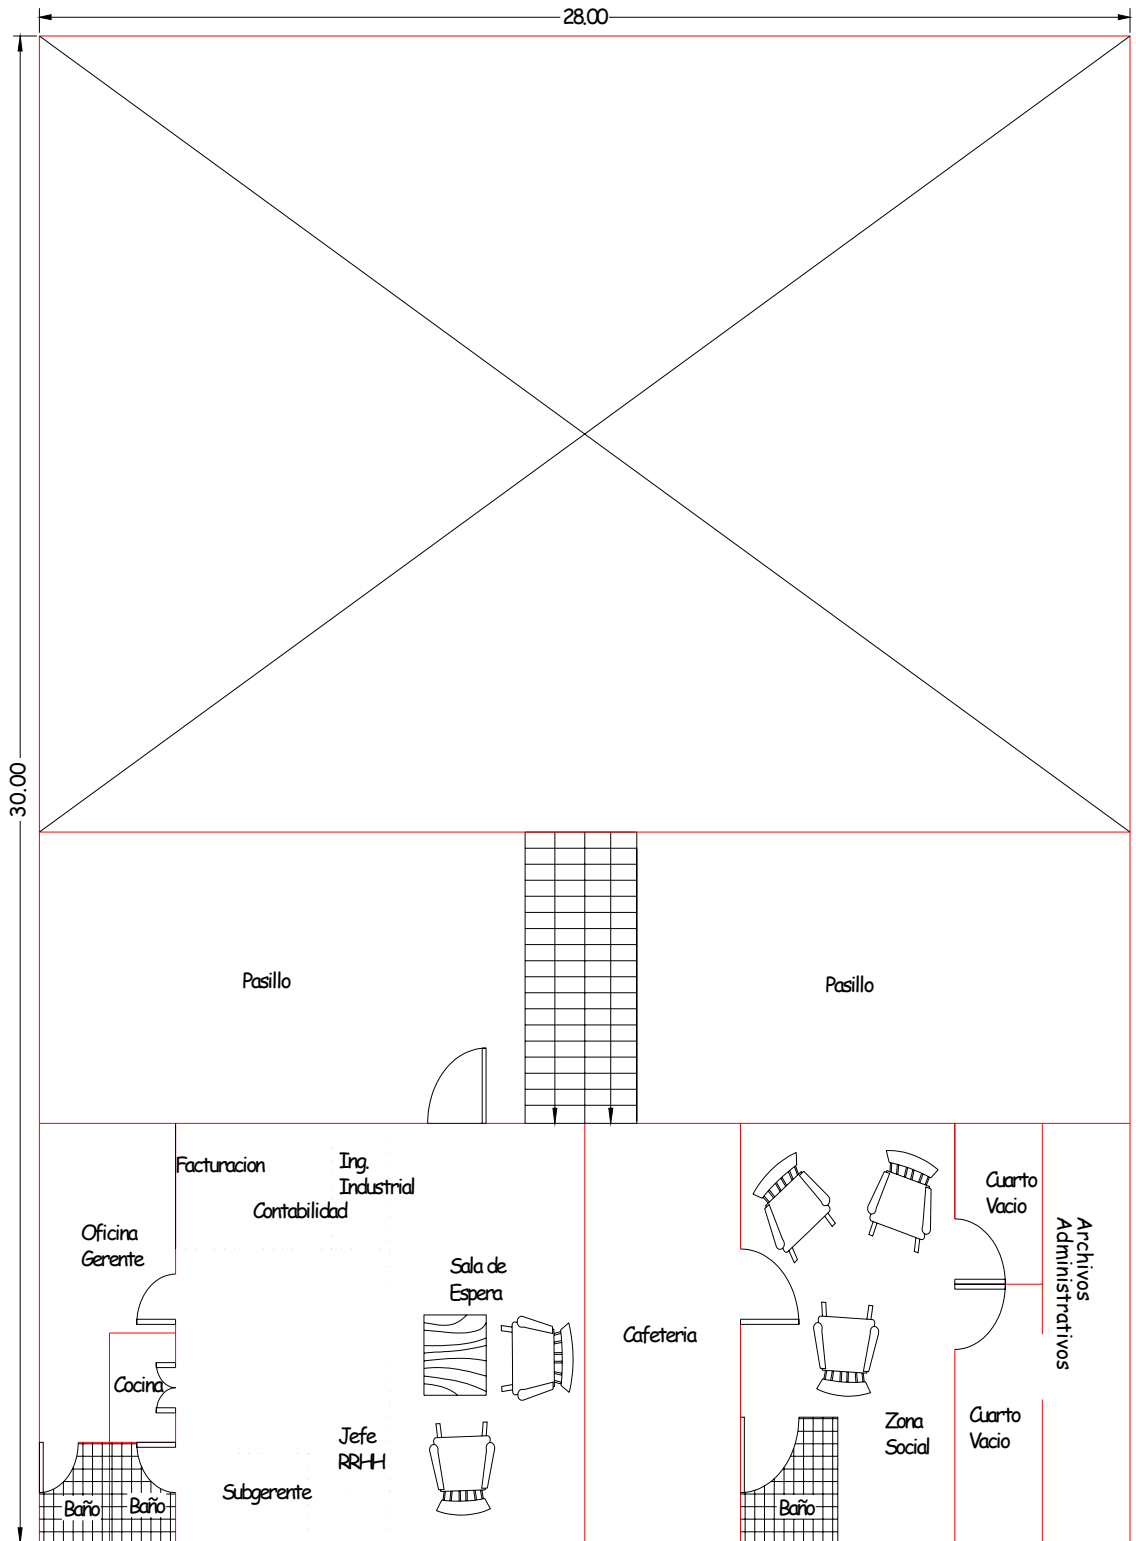 28.00
30.00
Pasillo
Pasillo
Facturacion
Ing.
Industrial
Contabilidad
Oficina
Gerente
Sala de
Espera
Cocina
Jefe
RRHH
Subgerente
Baño
Baño
Cafeteria
Zona
Social
Baño
Cuarto
Vacio
Cuarto
Vacio
Archivos
Administrativos